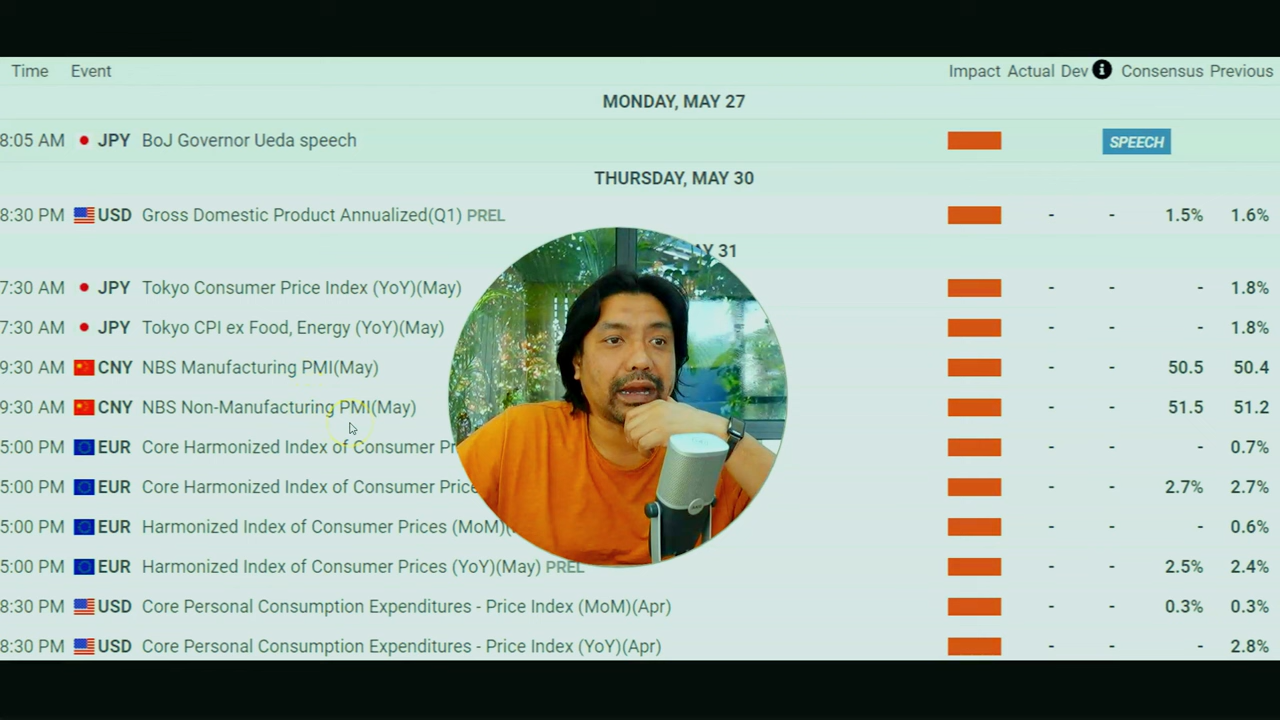 Time Event Impact Actual Dev Consensus Previous
MONDAY, MAY 27
8:05 AM JPY BoJ Governor Ueda speech SPEECH
THURSDAY, MAY 30
8:30 PM USD Gross Domestic Product Annualized(Q1) PREL - - 1.5% 1.6%
MAY 31
7:30 AM JPY Tokyo Consumer Price Index (YoY)(May) - - - 1.8%
7:30 AM JPY Tokyo CPI ex Food, Energy (YoY)(May) - - - 1.8%
9:30 AM CNY NBS Manufacturing PMI(May) - - 50.5 50.4
9:30 AM CNY NBS Non-Manufacturing PMI(May) - - 51.5 51.2
5:00 PM EUR Core Harmonized Index of Consumer - - - 0.7%
5:00 PM EUR Core Harmonized Index of Consumer Price - - 2.7% 2.7%
5:00 PM EUR Harmonized Index of Consumer Prices (MoM) - - - 0.6%
5:00 PM EUR Harmonized Index of Consumer Prices (YoY)(May) PREL - - 2.5% 2.4%
8:30 PM USD Core Personal Consumption Expenditures - Price Index (MoM)(Apr) - - 0.3% 0.3%
8:30 PM USD Core Personal Consumption Expenditures - Price Index (YoY)(Apr) - - - 2.8%